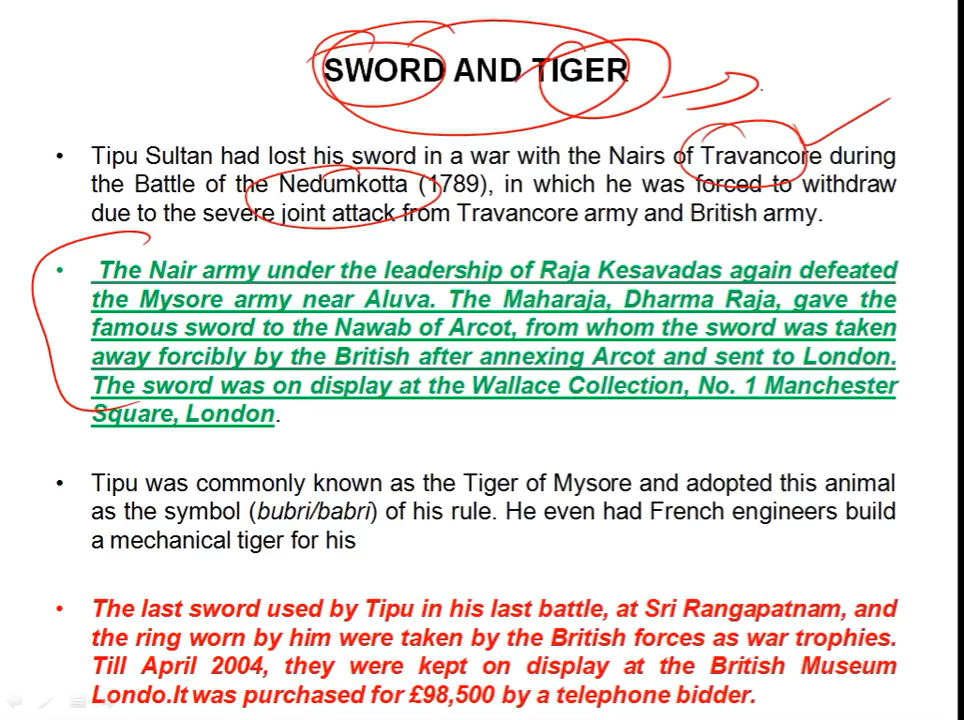 SWORD AND TIGER
• Tipu Sultan had lost his sword in a war with the Nairs of Travancore during
the Battle of the Nedumkotta (1789), in which he was forced to withdraw
due to the severe joint attack from Travancore army and British army.
• The Nair army under the leadership of Raja Kesavadas again defeated
the Mysore army near Aluva. The Maharaja, Dharma Raja, gave the
famous sword to the Nawab of Arcot, from whom the sword was taken
away forcibly by the British after annexing Arcot and sent to London.
The sword was on display at the Wallace Collection, No. 1 Manchester
Square, London.
• Tipu was commonly known as the Tiger of Mysore and adopted this animal
as the symbol (bubri/babri) of his rule. He even had French engineers build
a mechanical tiger for his
• The last sword used by Tipu in his last battle, at Sri Rangapatnam, and
the ring worn by him were taken by the British forces as war trophies.
Till April 2004, they were kept on display at the British Museum
Londo.It was purchased for £98,500 by a telephone bidder.